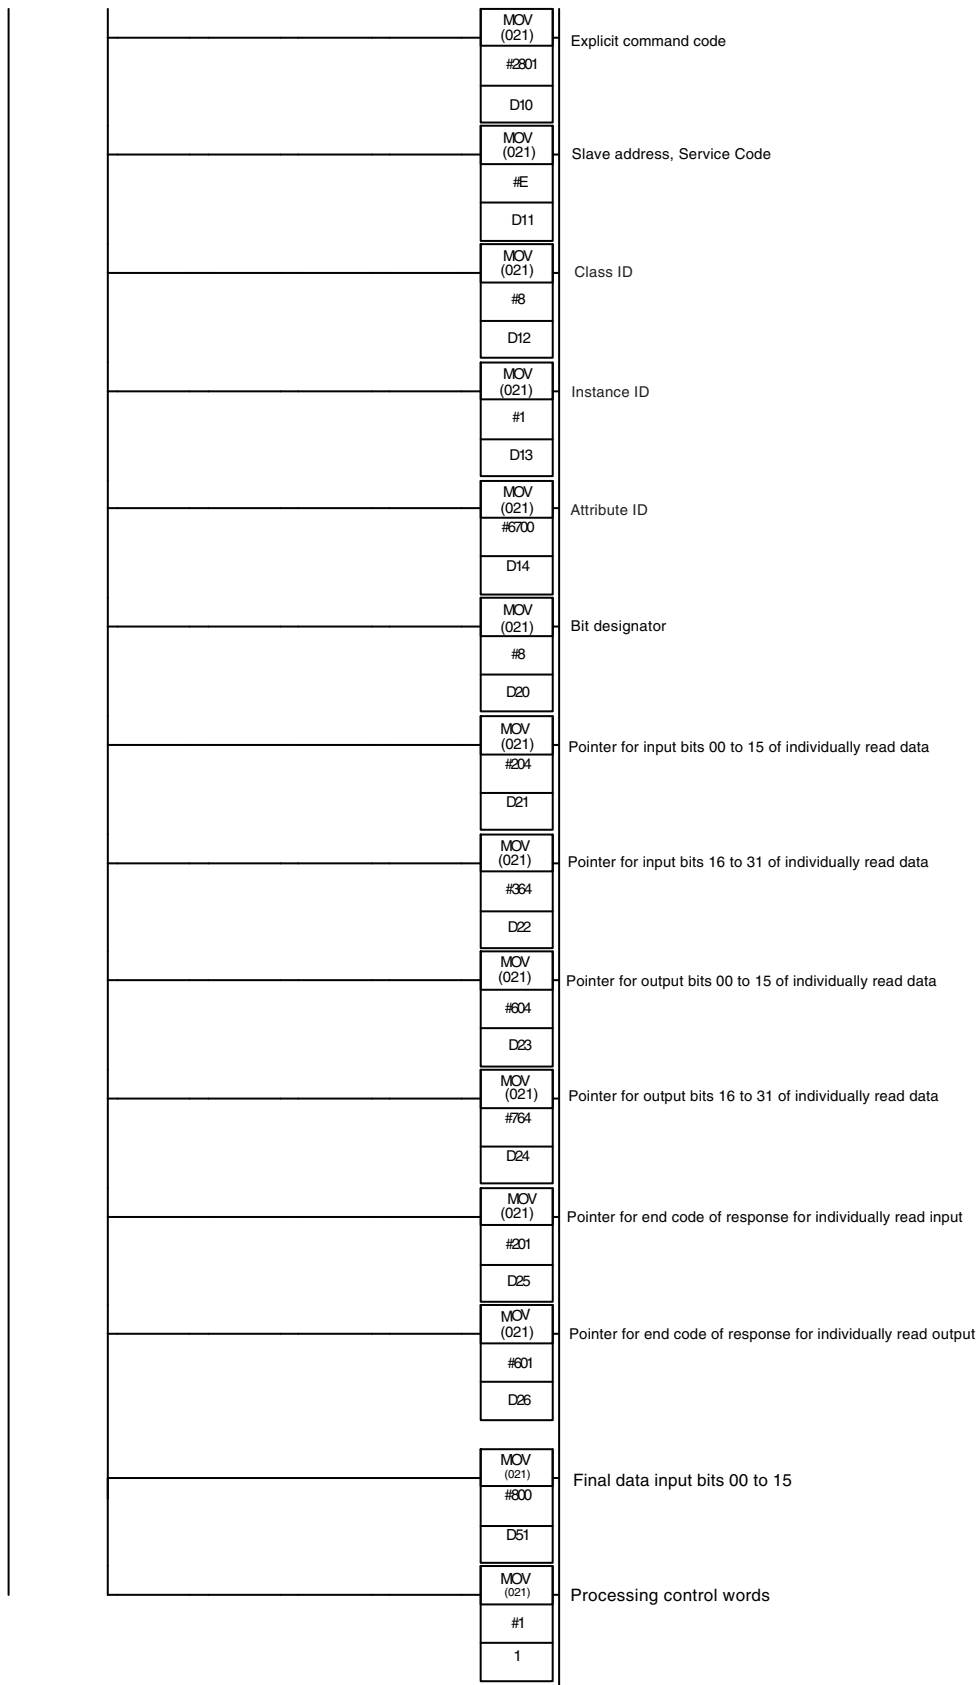 MOV
(021)
Explicit command code
#2801
D10
MOV
(021)
Slave address, Service Code
#E
D11
MOV
(021)
Class ID
#8
D12
MOV
(021)
Instance ID
#1
D13
MOV
(021)
Attribute ID
#6700
D14
MOV
(021)
Bit designator
#8
D20
MOV
(021)
Pointer for input bits 00 to 15 of individually read data
#204
D21
MOV
(021)
Pointer for input bits 16 to 31 of individually read data
#364
D22
MOV
(021)
Pointer for output bits 00 to 15 of individually read data
#604
D23
MOV
(021)
Pointer for output bits 16 to 31 of individually read data
#764
D24
MOV
(021)
Pointer for end code of response for individually read input
#201
D25
MOV
(021)
Pointer for end code of response for individually read output
#601
D26
MOV
(021)
Final data input bits 00 to 15
#800
D51
MOV
(021)
Processing control words
#1
1